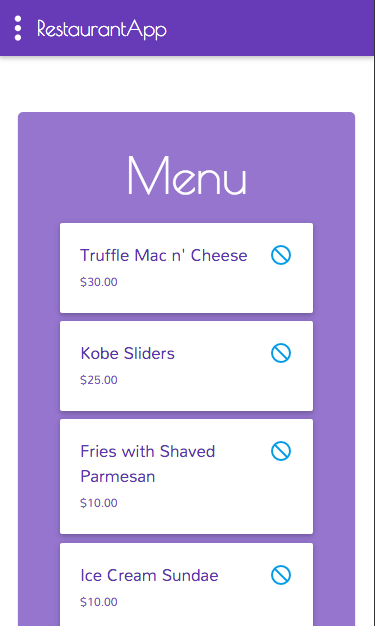 RestaurantApp
Menu
Truffle Mac n' Cheese
$30.00
Kobe Sliders
$25.00
Fries with Shaved
Parmesan
$10.00
Ice Cream Sundae
$10.00